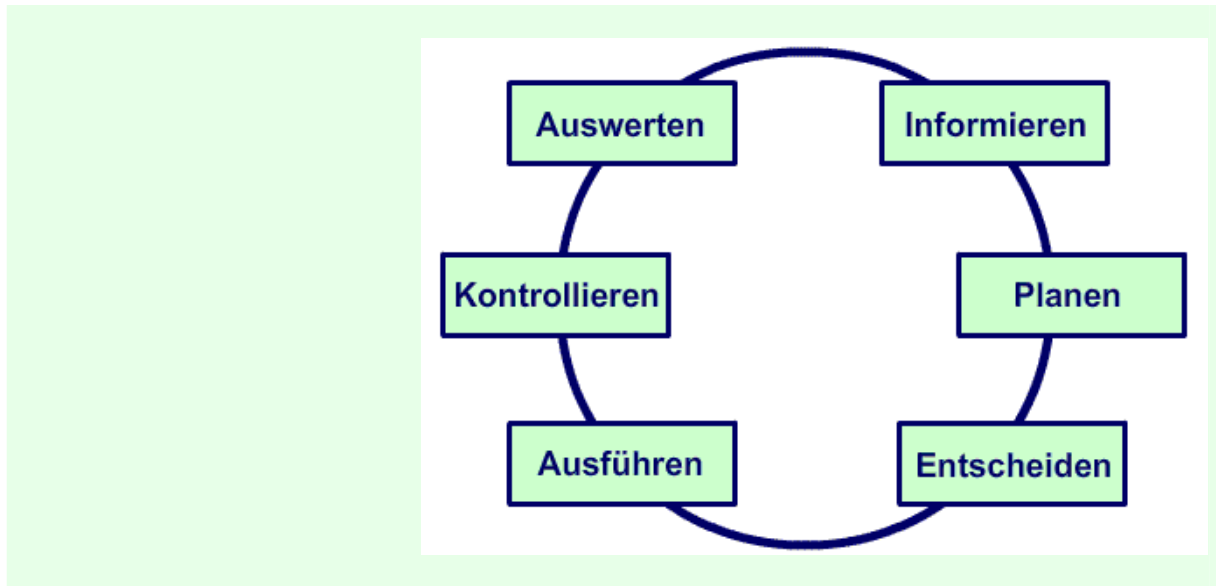 Auswerten
Informieren
Kontrollieren
Planen
Ausführen
Entscheiden